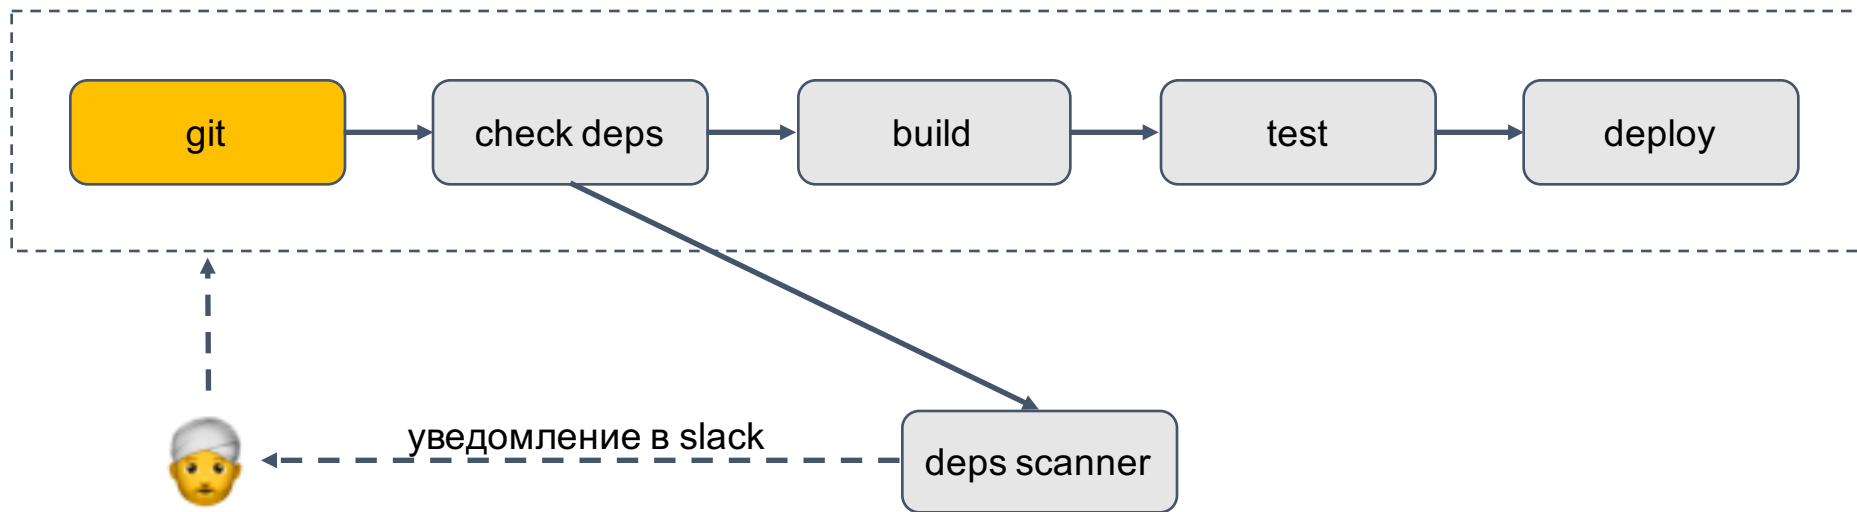 git
check deps
build
test
deploy
уведомление в slack
deps scanner